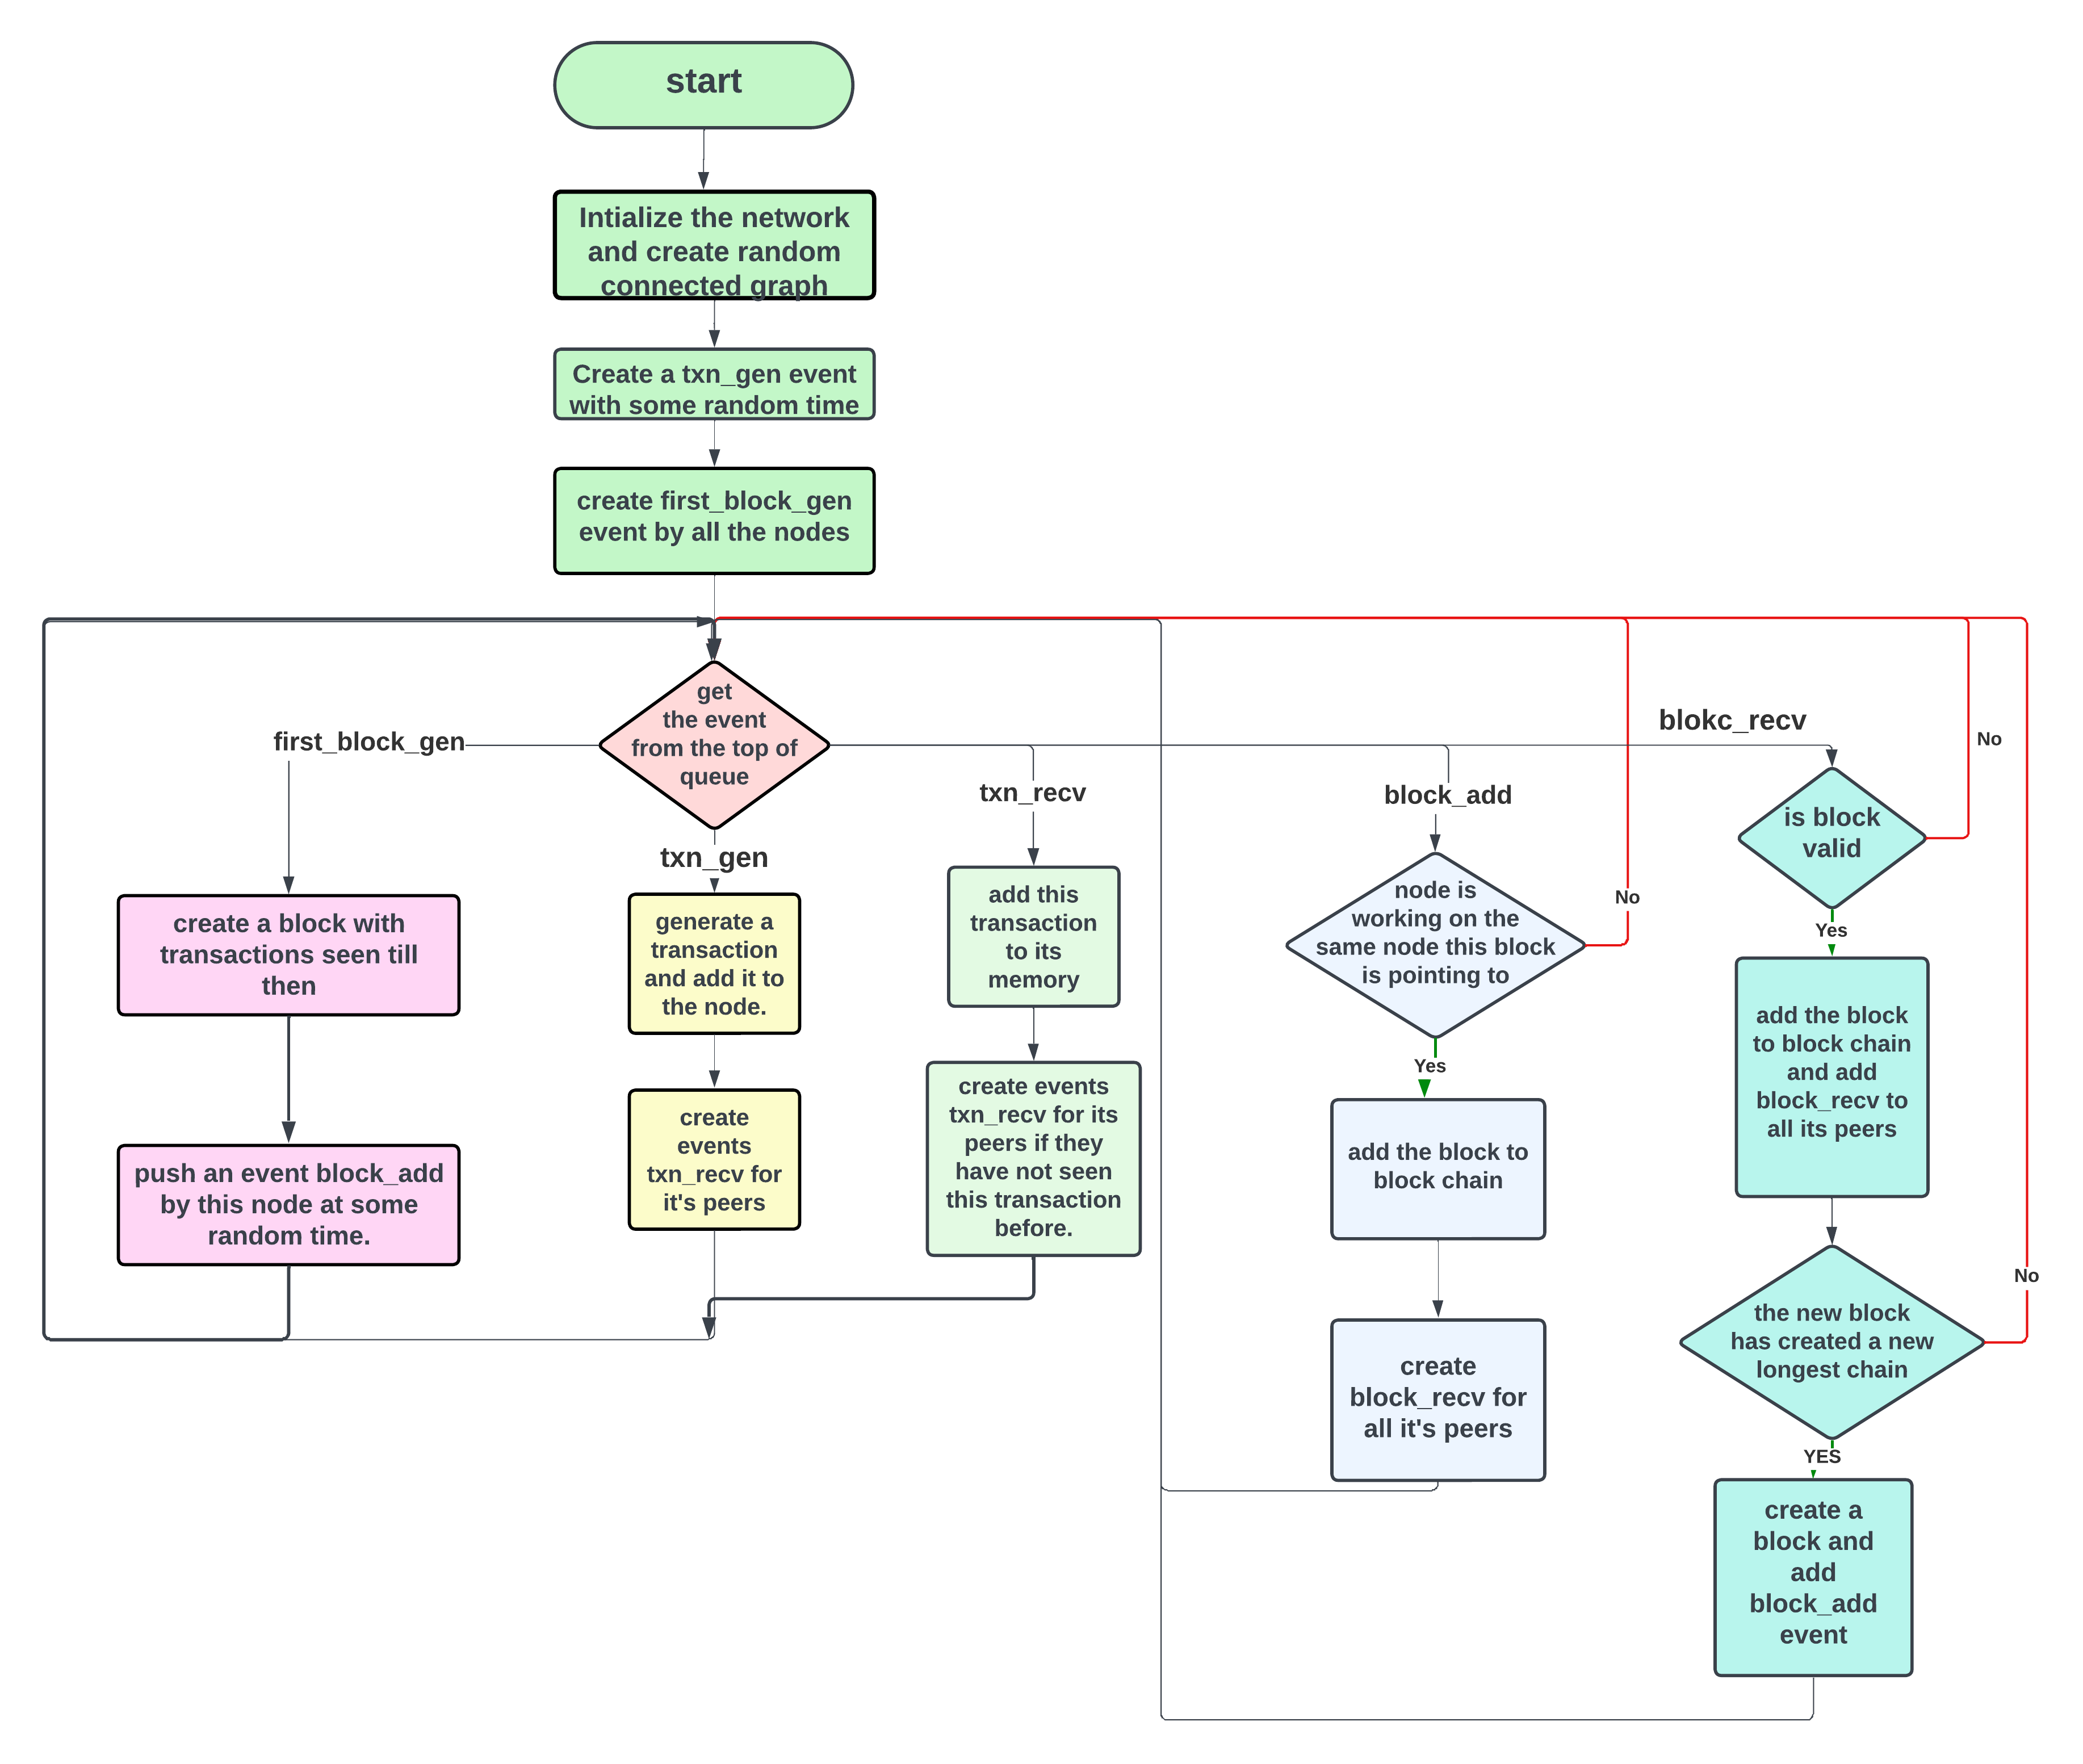 start
Intialize the network
and create random
connected graph
Create a txn_gen event
with some random time
create first_block_gen
event by all the nodes
get
the event
from the top of
queue
first_block_gen
create a block with
transactions seen till
then
push an event block_add
by this node at some
random time.
txn_gen
generate a
transaction
and add it to
the node.
create
events
txn_recv for
it's peers
txn_recv
add this
transaction
to its
memory
create events
txn_recv for its
peers if they
have not seen
this transaction
before.
block_add
node is
working on the
same node this block
is pointing to
No
Yes
add the block to
block chain
create
block_recv for
all it's peers
blokc_recv
is block
valid
No
Yes
add the block
to block chain
and add
block_recv to
all its peers
the new block
has created a new
longest chain
No
YES
create a
block and
add
block_add
event